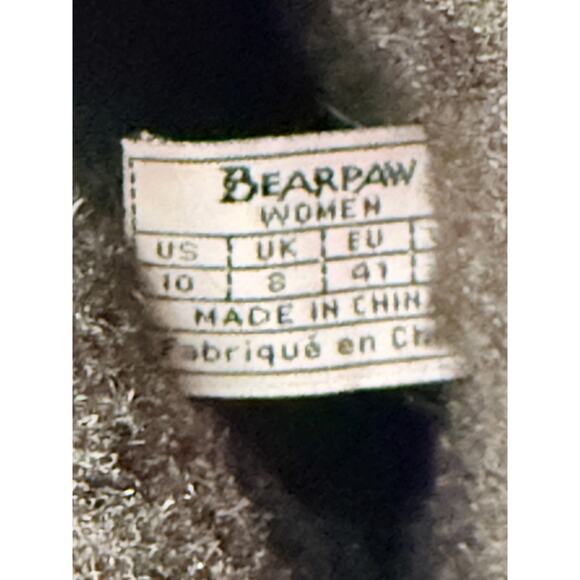 BEARPAW
WOMEN
US UK EU
10 8 41
MADE IN CHIN
Fabriqué en Ch